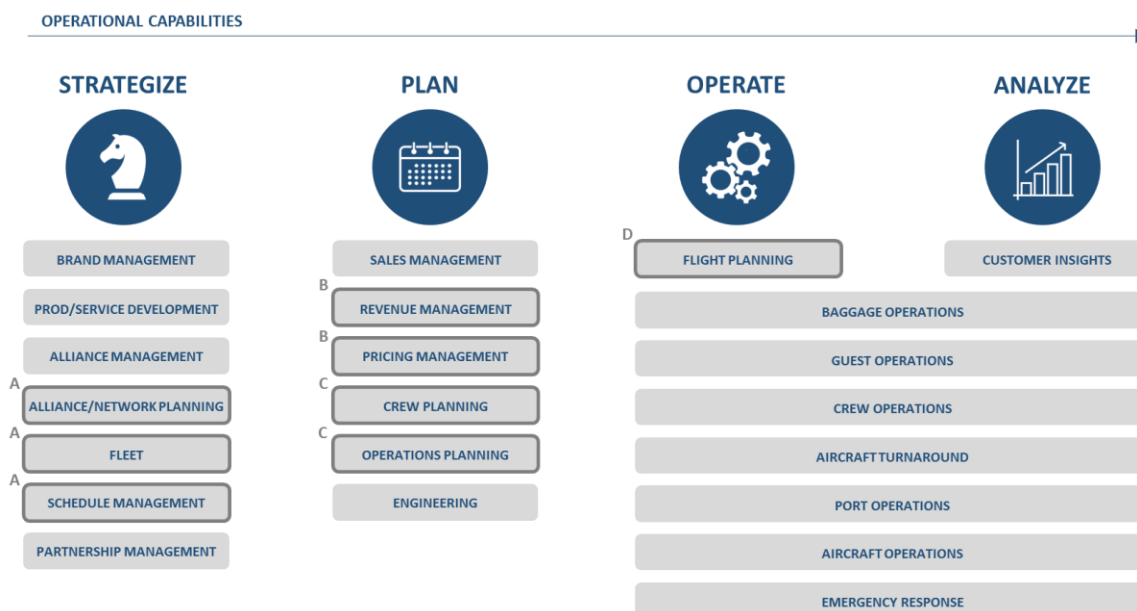 OPERATIONAL CAPABILITIES
STRATEGIZE
BRAND MANAGEMENT
PROD/SERVICE DEVELOPMENT
ALLIANCE MANAGEMENT
A
ALLIANCE/NETWORK PLANNING
A
FLEET
A
SCHEDULE MANAGEMENT
PARTNERSHIP MANAGEMENT
PLAN
SALES MANAGEMENT
B
REVENUE MANAGEMENT
B
PRICING MANAGEMENT
C
CREW PLANNING
C
OPERATIONS PLANNING
ENGINEERING
OPERATE
D
FLIGHT PLANNING
ANALYZE
CUSTOMER INSIGHTS
BAGGAGE OPERATIONS
GUEST OPERATIONS
CREW OPERATIONS
AIRCRAFT TURNAROUND
PORT OPERATIONS
AIRCRAFT OPERATIONS
EMERGENCY RESPONSE